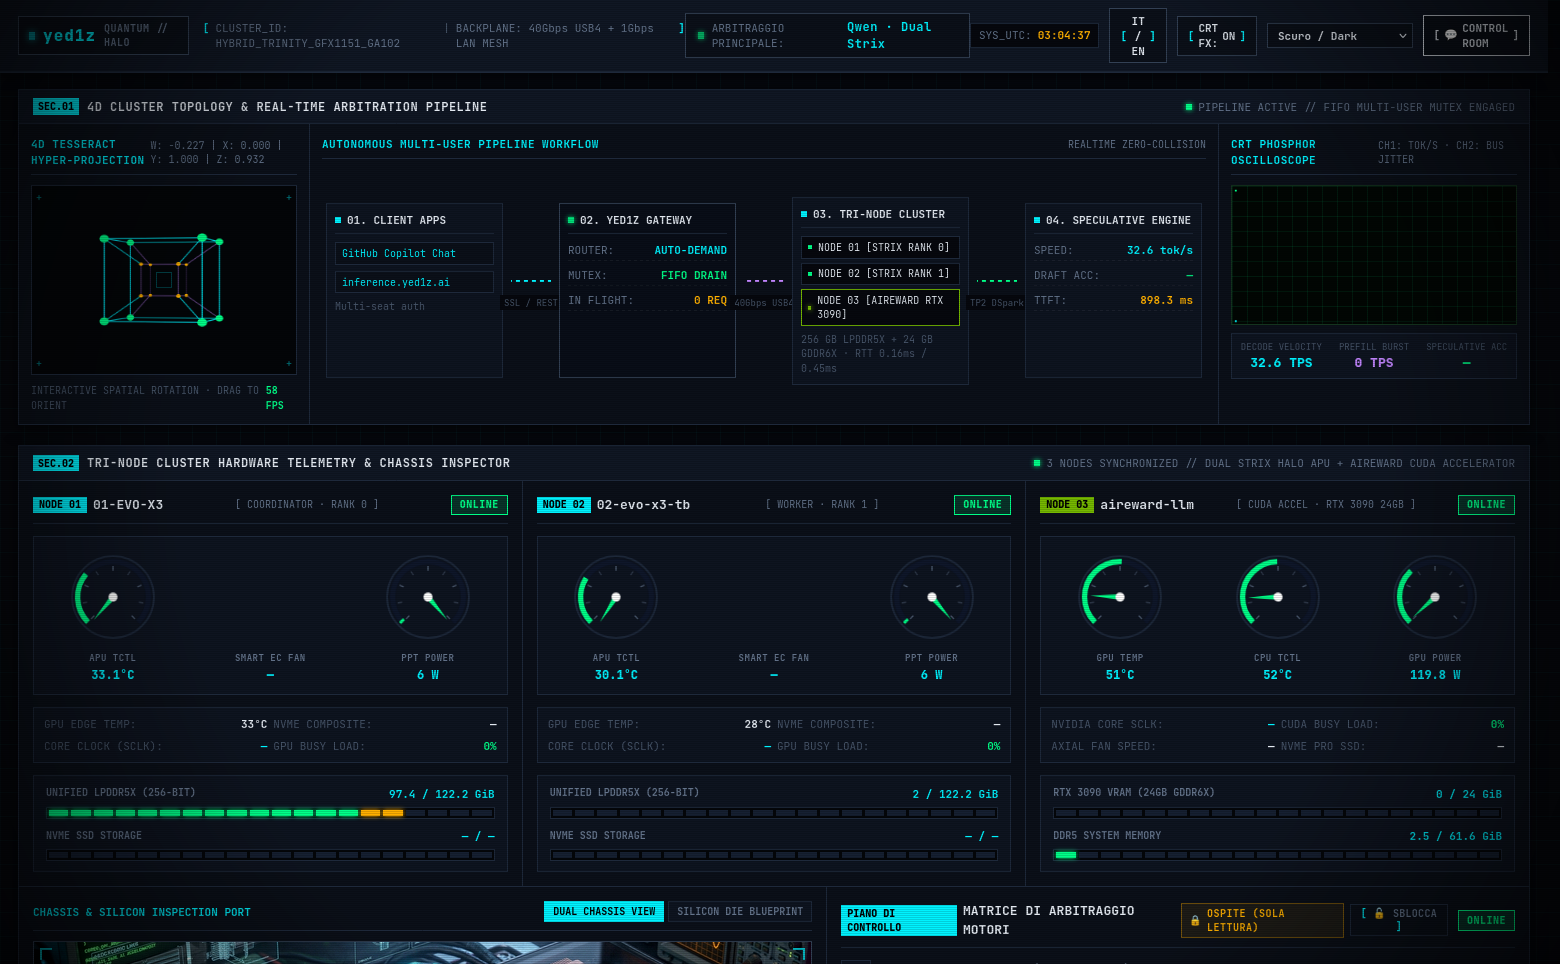 yed1z
QUANTUM //
HALO
[ CLUSTER_ID:
HYBRID_TRINITY_GFX1151_GA102
| BACKPLANE: 40Gbps USB4 + 1Gbps
LAN MESH ]
ARBITRAGGIO
PRINCIPALE:
Qwen · Dual
Strix
SYS_UTC: 03:04:37
[ IT
/
EN ]
[ CRT
FX: ON ]
Scuro / Dark
[ 💬 CONTROL
ROOM ]
SEC.01 4D CLUSTER TOPOLOGY & REAL-TIME ARBITRATION PIPELINE
PIPELINE ACTIVE // FIFO MULTI-USER MUTEX ENGAGED
4D TESSERACT
HYPER-PROJECTION
W: -0.227 | X: 0.000 |
Y: 1.000 | Z: 0.932
INTERACTIVE SPATIAL ROTATION · DRAG TO
ORIENT
58
FPS
AUTONOMOUS MULTI-USER PIPELINE WORKFLOW
REALTIME ZERO-COLLISION
01. CLIENT APPS
GitHub Copilot Chat
inference.yed1z.ai
Multi-seat auth
SSL / REST
02. YED1Z GATEWAY
ROUTER: AUTO-DEMAND
MUTEX: FIFO DRAIN
IN FLIGHT: 0 REQ
40Gbps USB4
03. TRI-NODE CLUSTER
NODE 01 [STRIX RANK 0]
NODE 02 [STRIX RANK 1]
NODE 03 [AIREWARD RTX
3090]
256 GB LPDDR5X + 24 GB
GDDR6X · RTT 0.16ms /
0.45ms
TP2 DSpark
04. SPECULATIVE ENGINE
SPEED: 32.6 tok/s
DRAFT ACC: —
TTFT: 898.3 ms
CRT PHOSPHOR
OSCILLOSCOPE
CH1: TOK/S · CH2: BUS
JITTER
DECODE VELOCITY
32.6 TPS
PREFILL BURST
0 TPS
SPECULATIVE ACC
—
SEC.02 TRI-NODE CLUSTER HARDWARE TELEMETRY & CHASSIS INSPECTOR
3 NODES SYNCHRONIZED // DUAL STRIX HALO APU + AIREWARD CUDA ACCELERATOR
NODE 01 01-EVO-X3 [ COORDINATOR · RANK 0 ] ONLINE
APU TCTL
33.1°C
SMART EC FAN
—
PPT POWER
6 W
GPU EDGE TEMP: 33°C NVME COMPOSITE: —
CORE CLOCK (SCLK): — GPU BUSY LOAD: 0%
UNIFIED LPDDR5X (256-BIT) 97.4 / 122.2 GiB
NVME SSD STORAGE — / —
NODE 02 02-evo-x3-tb [ WORKER · RANK 1 ] ONLINE
APU TCTL
30.1°C
SMART EC FAN
—
PPT POWER
6 W
GPU EDGE TEMP: 28°C NVME COMPOSITE: —
CORE CLOCK (SCLK): — GPU BUSY LOAD: 0%
UNIFIED LPDDR5X (256-BIT) 2 / 122.2 GiB
NVME SSD STORAGE — / —
NODE 03 aireward-llm [ CUDA ACCEL · RTX 3090 24GB ] ONLINE
GPU TEMP
51°C
CPU TCTL
52°C
GPU POWER
119.8 W
NVIDIA CORE SCLK: — CUDA BUSY LOAD: 0%
AXIAL FAN SPEED: — NVME PRO SSD: —
RTX 3090 VRAM (24GB GDDR6X) 0 / 24 GiB
DDR5 SYSTEM MEMORY 2.5 / 61.6 GiB
CHASSIS & SILICON INSPECTION PORT
DUAL CHASSIS VIEW
SILICON DIE BLUEPRINT
PIANO DI
CONTROLLO
MATRICE DI ARBITRAGGIO
MOTORI
🔒 OSPITE (SOLA
LETTURA)
[ 🔓 SBLOCCA
]
ONLINE